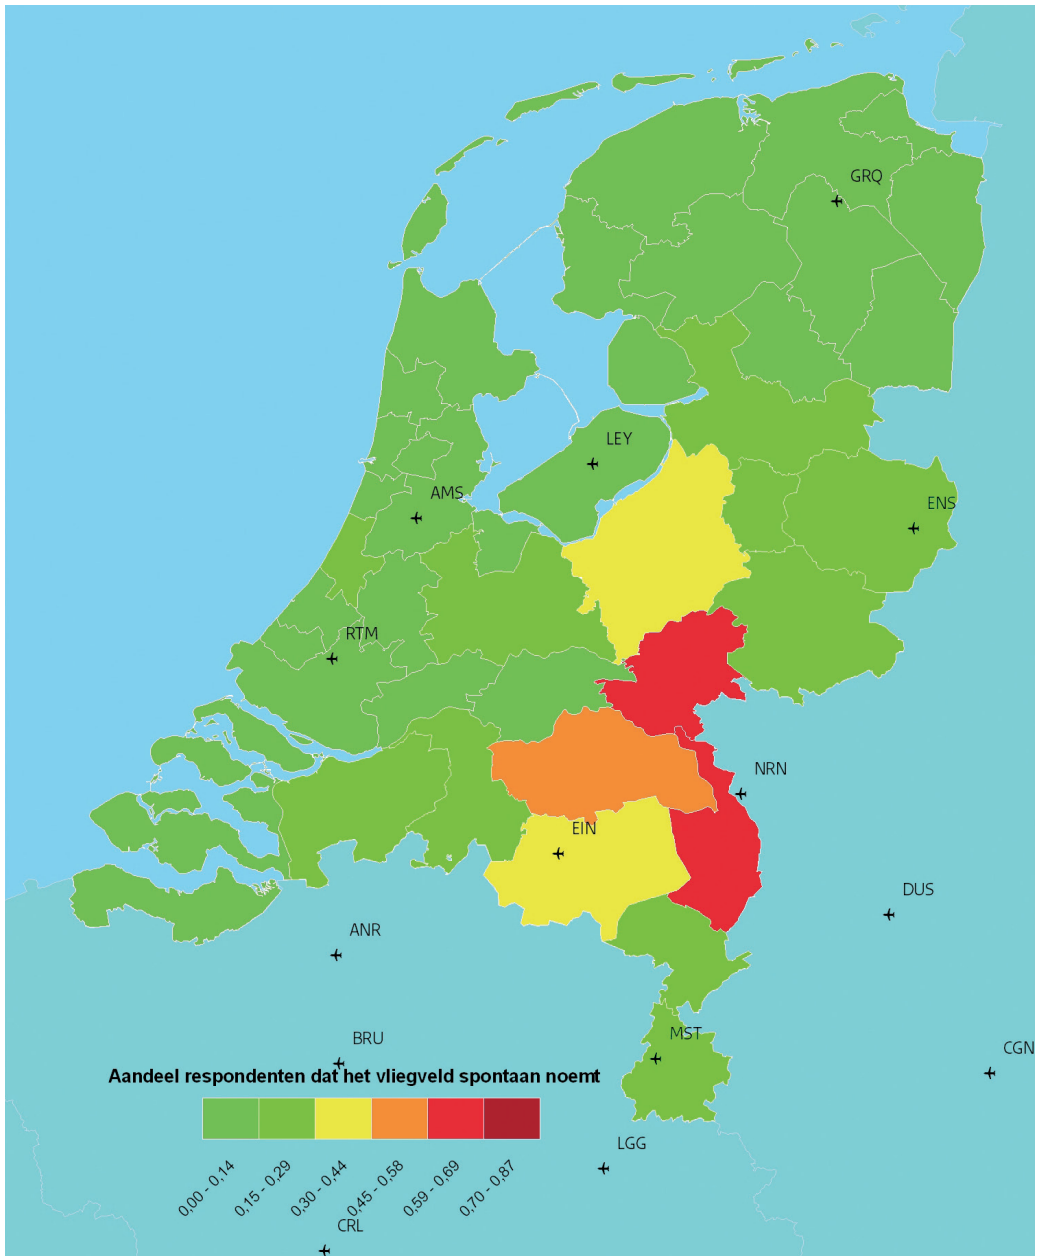 GRQ
LEY
AMS
ENS
RTM
NRN
EIN
DUS
ANR
BRU
MST
CGN
Aandeel respondenten dat het vliegveld spontaan noemt
LGG
0,00 - 0,14
0,15 - 0,29
0,30 - 0,44
0,45 - 0,58
0,59 - 0,69
0,70 - 0,87
CRL